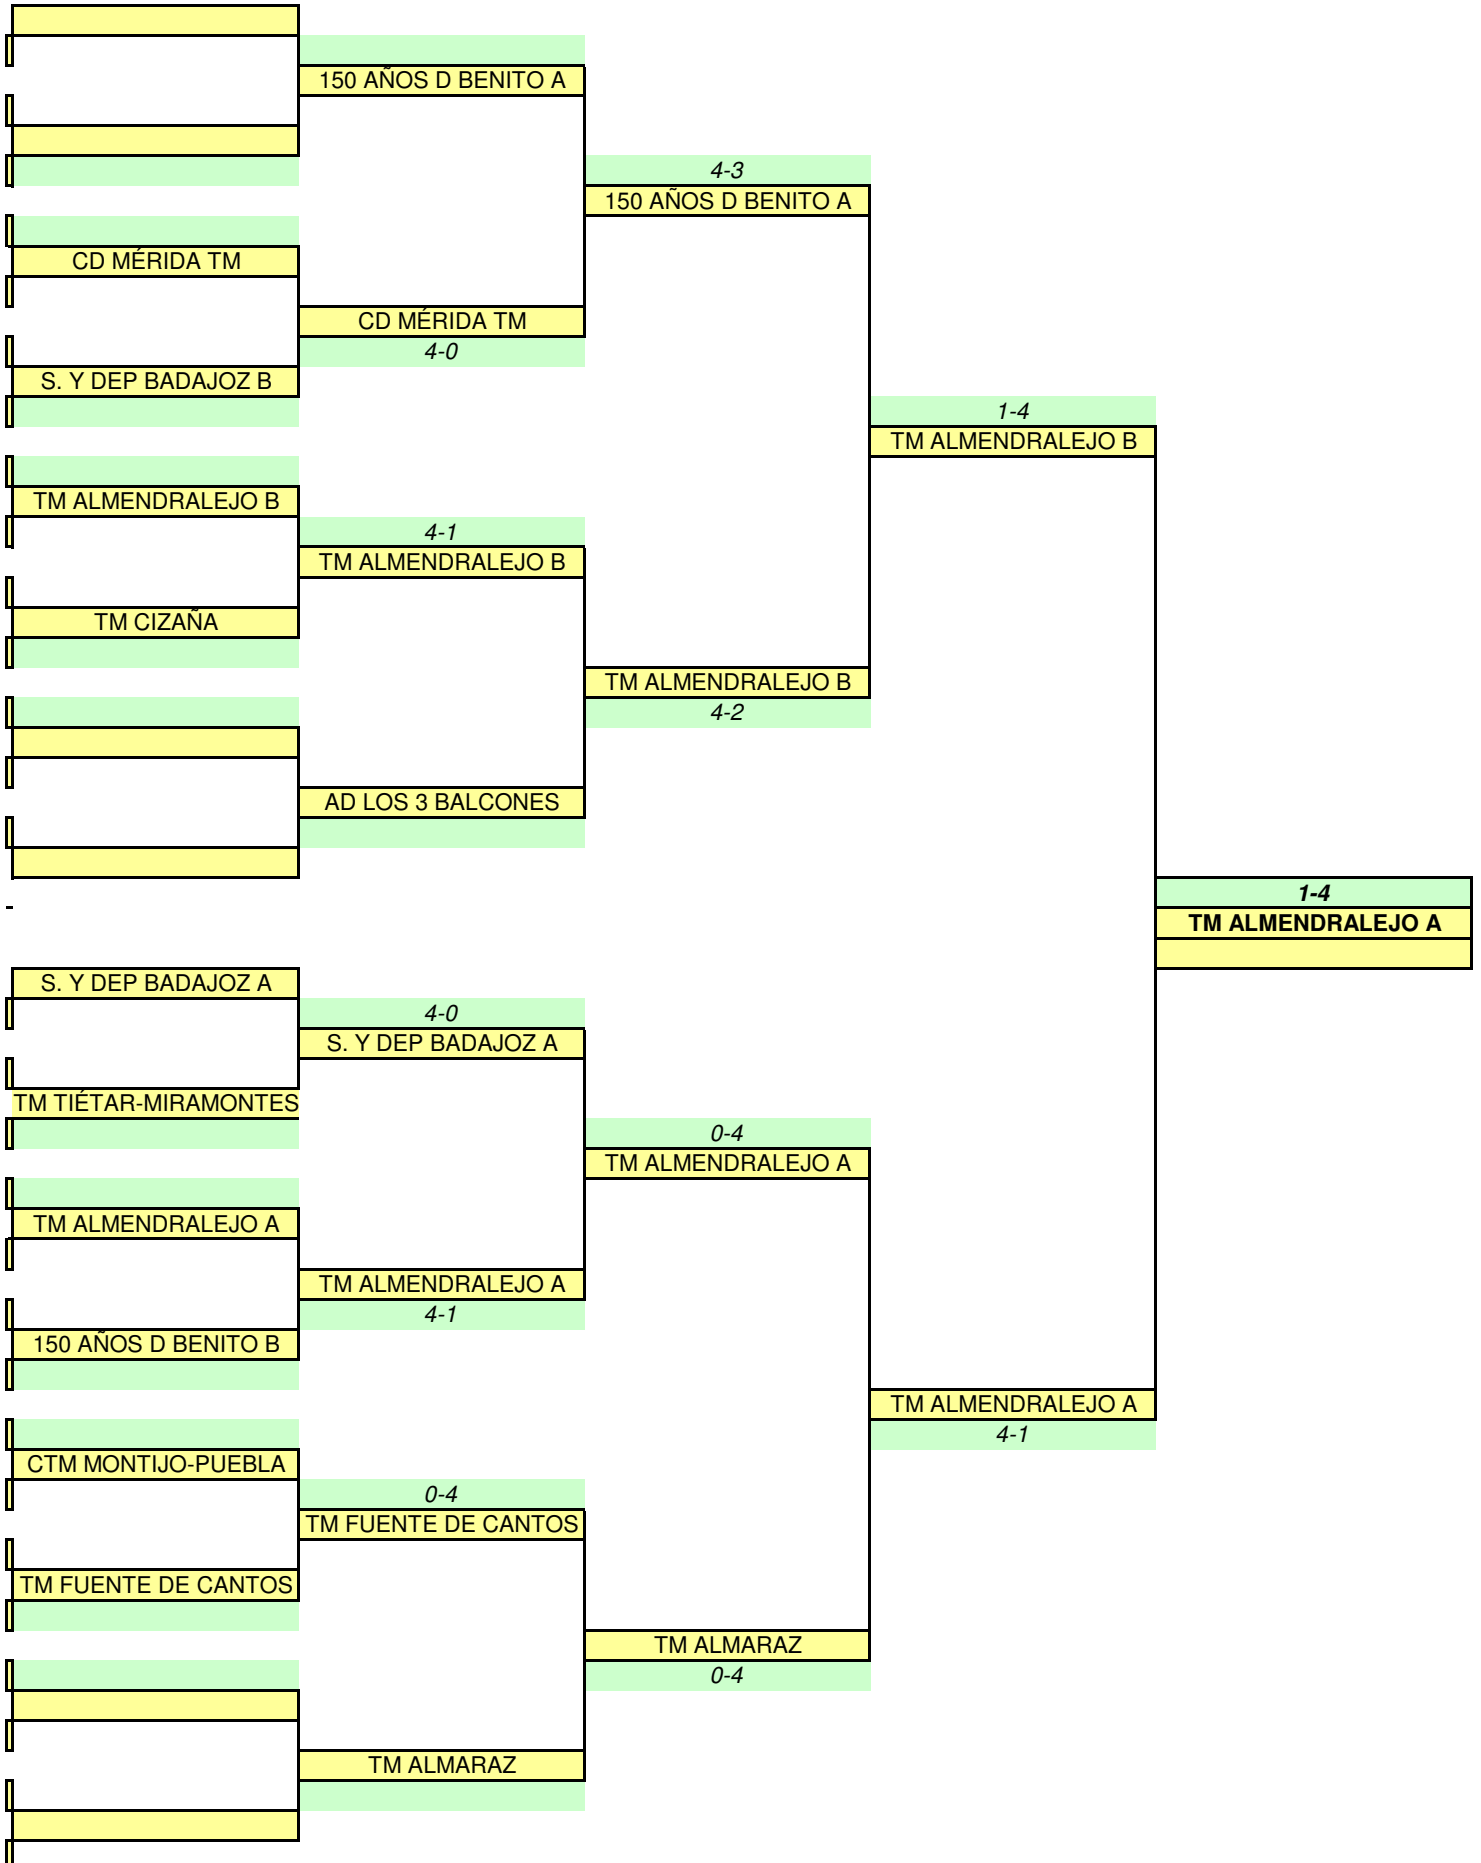 150 AÑOS D BENITO A
4-3
150 AÑOS D BENITO A
CD MÉRIDA TM
CD MÉRIDA TM
4-0
S. Y DEP BADAJOZ B
1-4
TM ALMENDRALEJO B
TM ALMENDRALEJO B
4-1
TM ALMENDRALEJO B
TM CIZAÑA
TM ALMENDRALEJO B
4-2
AD LOS 3 BALCONES
1-4
TM ALMENDRALEJO A
S. Y DEP BADAJOZ A
4-0
S. Y DEP BADAJOZ A
TM TIÉTAR-MIRAMONTES
0-4
TM ALMENDRALEJO A
TM ALMENDRALEJO A
TM ALMENDRALEJO A
4-1
150 AÑOS D BENITO B
TM ALMENDRALEJO A
4-1
CTM MONTIJO-PUEBLA
0-4
TM FUENTE DE CANTOS
TM FUENTE DE CANTOS
TM ALMARAZ
0-4
TM ALMARAZ